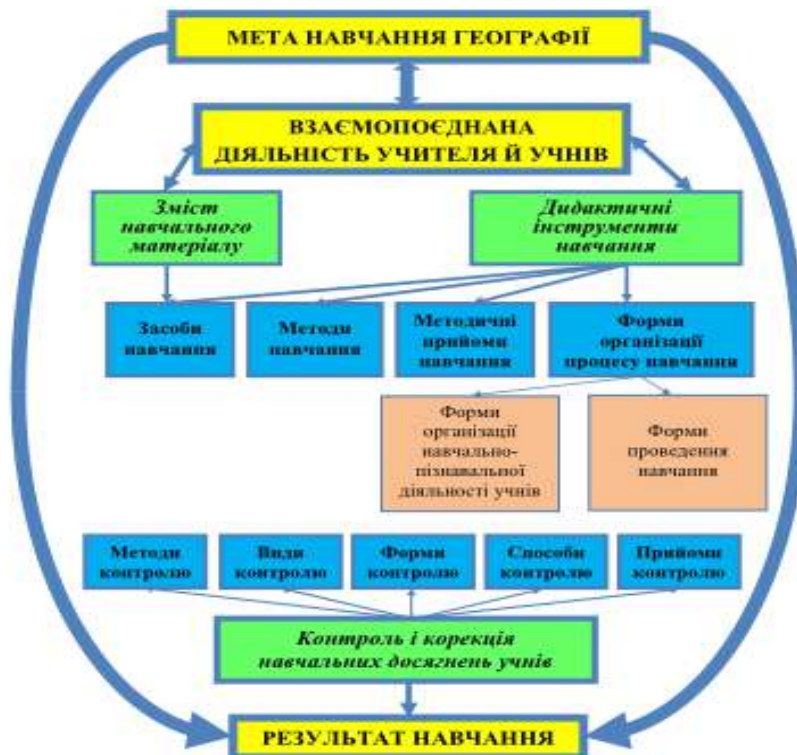 МЕТА НАВЧАННЯ ГЕОГРАФІЇ
ВЗАЄМОПОЄДНАНА
ДІЯЛЬНІСТЬ УЧИТЕЛЯ Й УЧНІВ
Зміст
навчального
матеріалу
Дидактичні
інструменти
навчання
Засоби
навчання
Методи
навчання
Методичні
прийоми
навчання
Форми
організації
процесу навчання
Форми
організації
навчально-
пізнавальної
діяльності учнів
Форми
проведення
навчання
Методи
контролю
Види
контролю
Форми
контролю
Способи
контролю
Прийоми
контролю
Контроль і корекція
навчальних досягнень учнів
РЕЗУЛЬТАТ НАВЧАННЯ